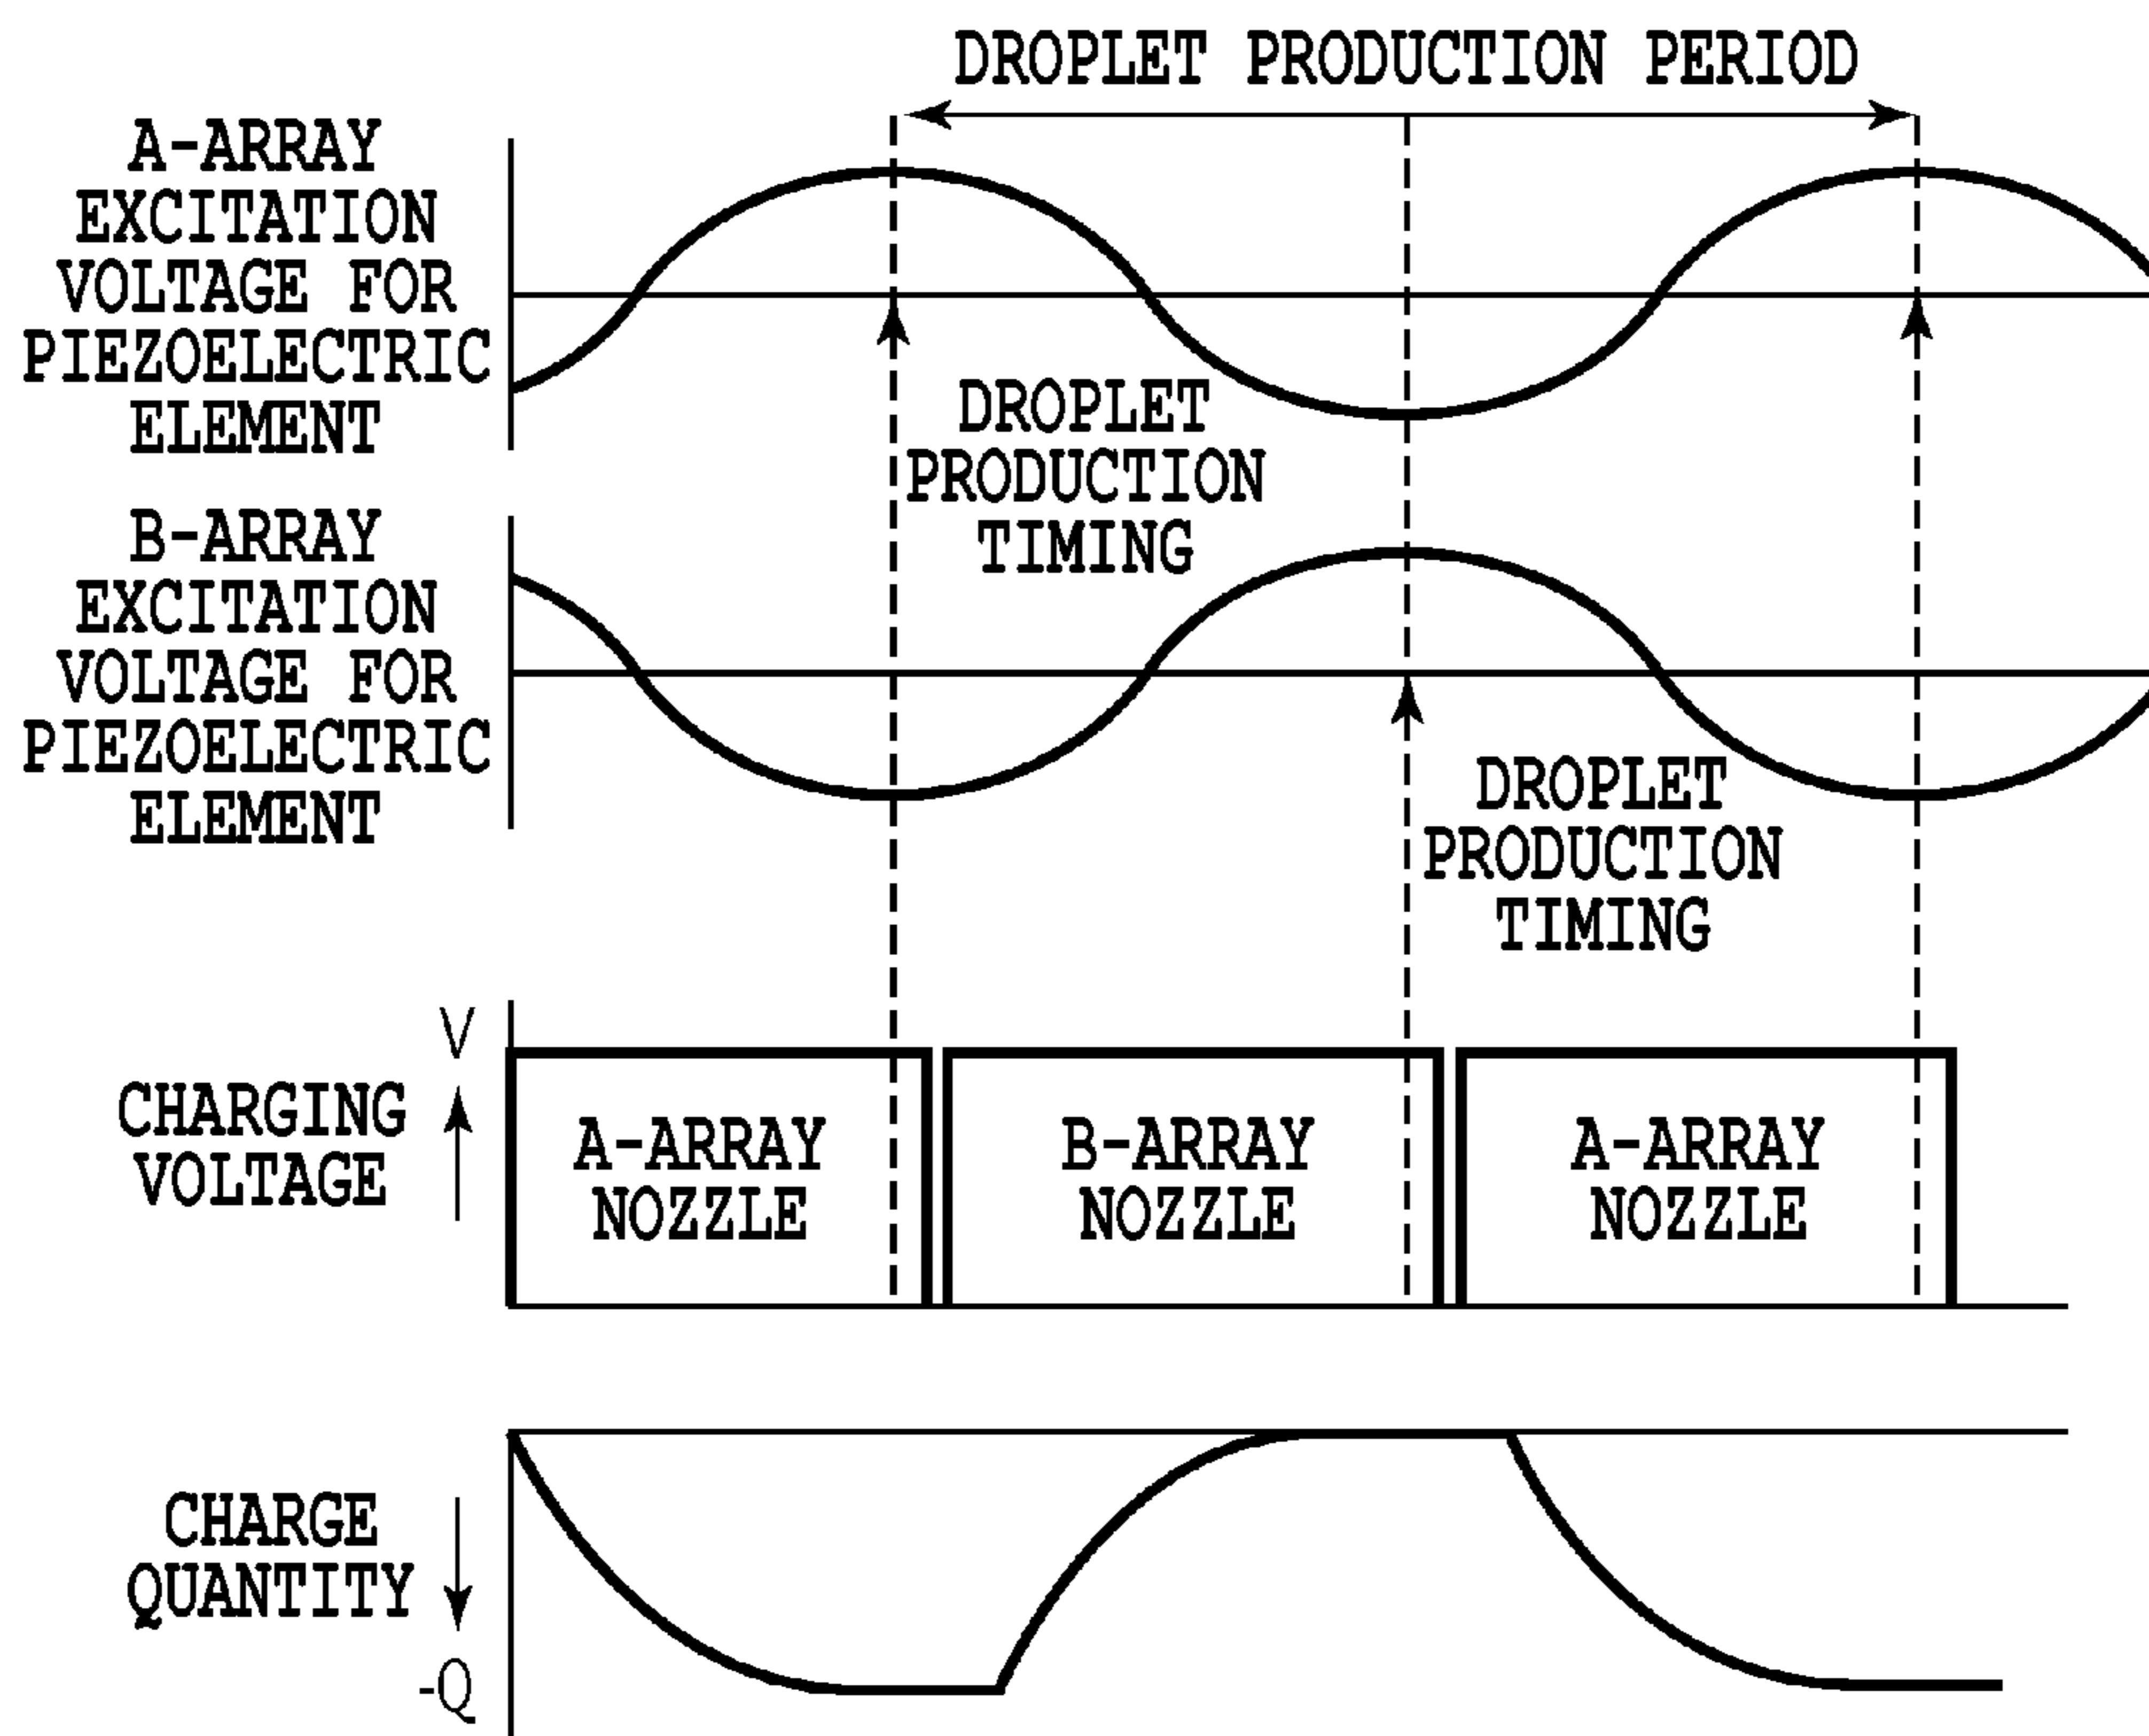 DROPLET PRODUCTION PERIOD
A-ARRAY
EXCITATION
VOLTAGE FOR
PIEZOELECTRIC
ELEMENT
DROPLET
PRODUCTION
TIMING
B-ARRAY
EXCITATION
VOLTAGE FOR
PIEZOELECTRIC
ELEMENT
DROPLET
PRODUCTION
TIMING
V
CHARGING
VOLTAGE
A-ARRAY
NOZZLE
B-ARRAY
NOZZLE
A-ARRAY
NOZZLE
CHARGE
QUANTITY
-Q